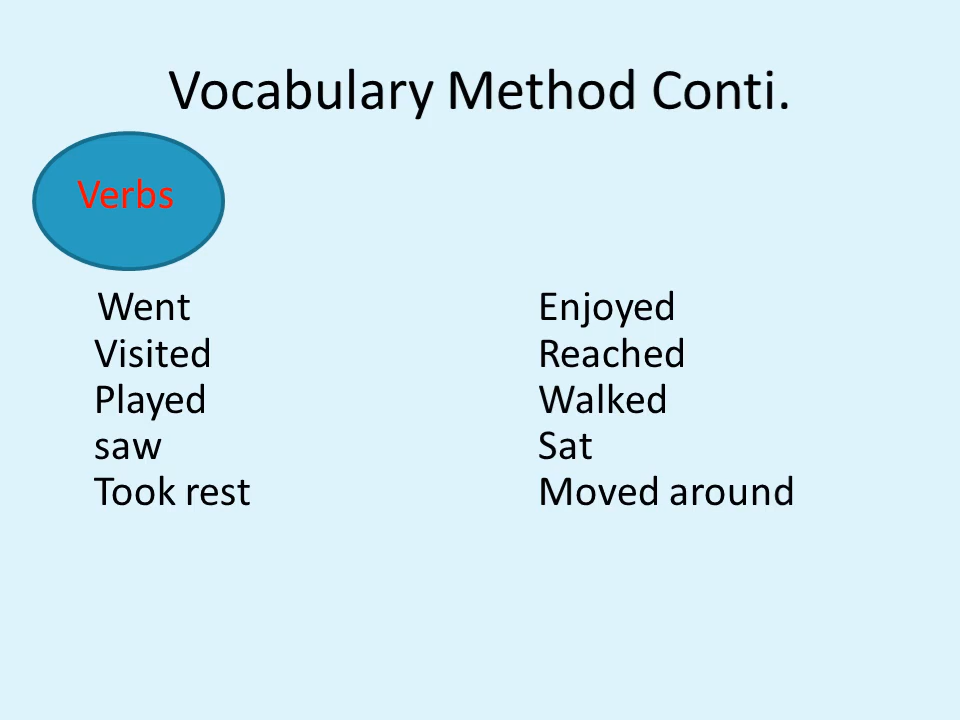 Vocabulary Method Conti.
Verbs
Went
Visited
Played
saw
Took rest
Enjoyed
Reached
Walked
Sat
Moved around